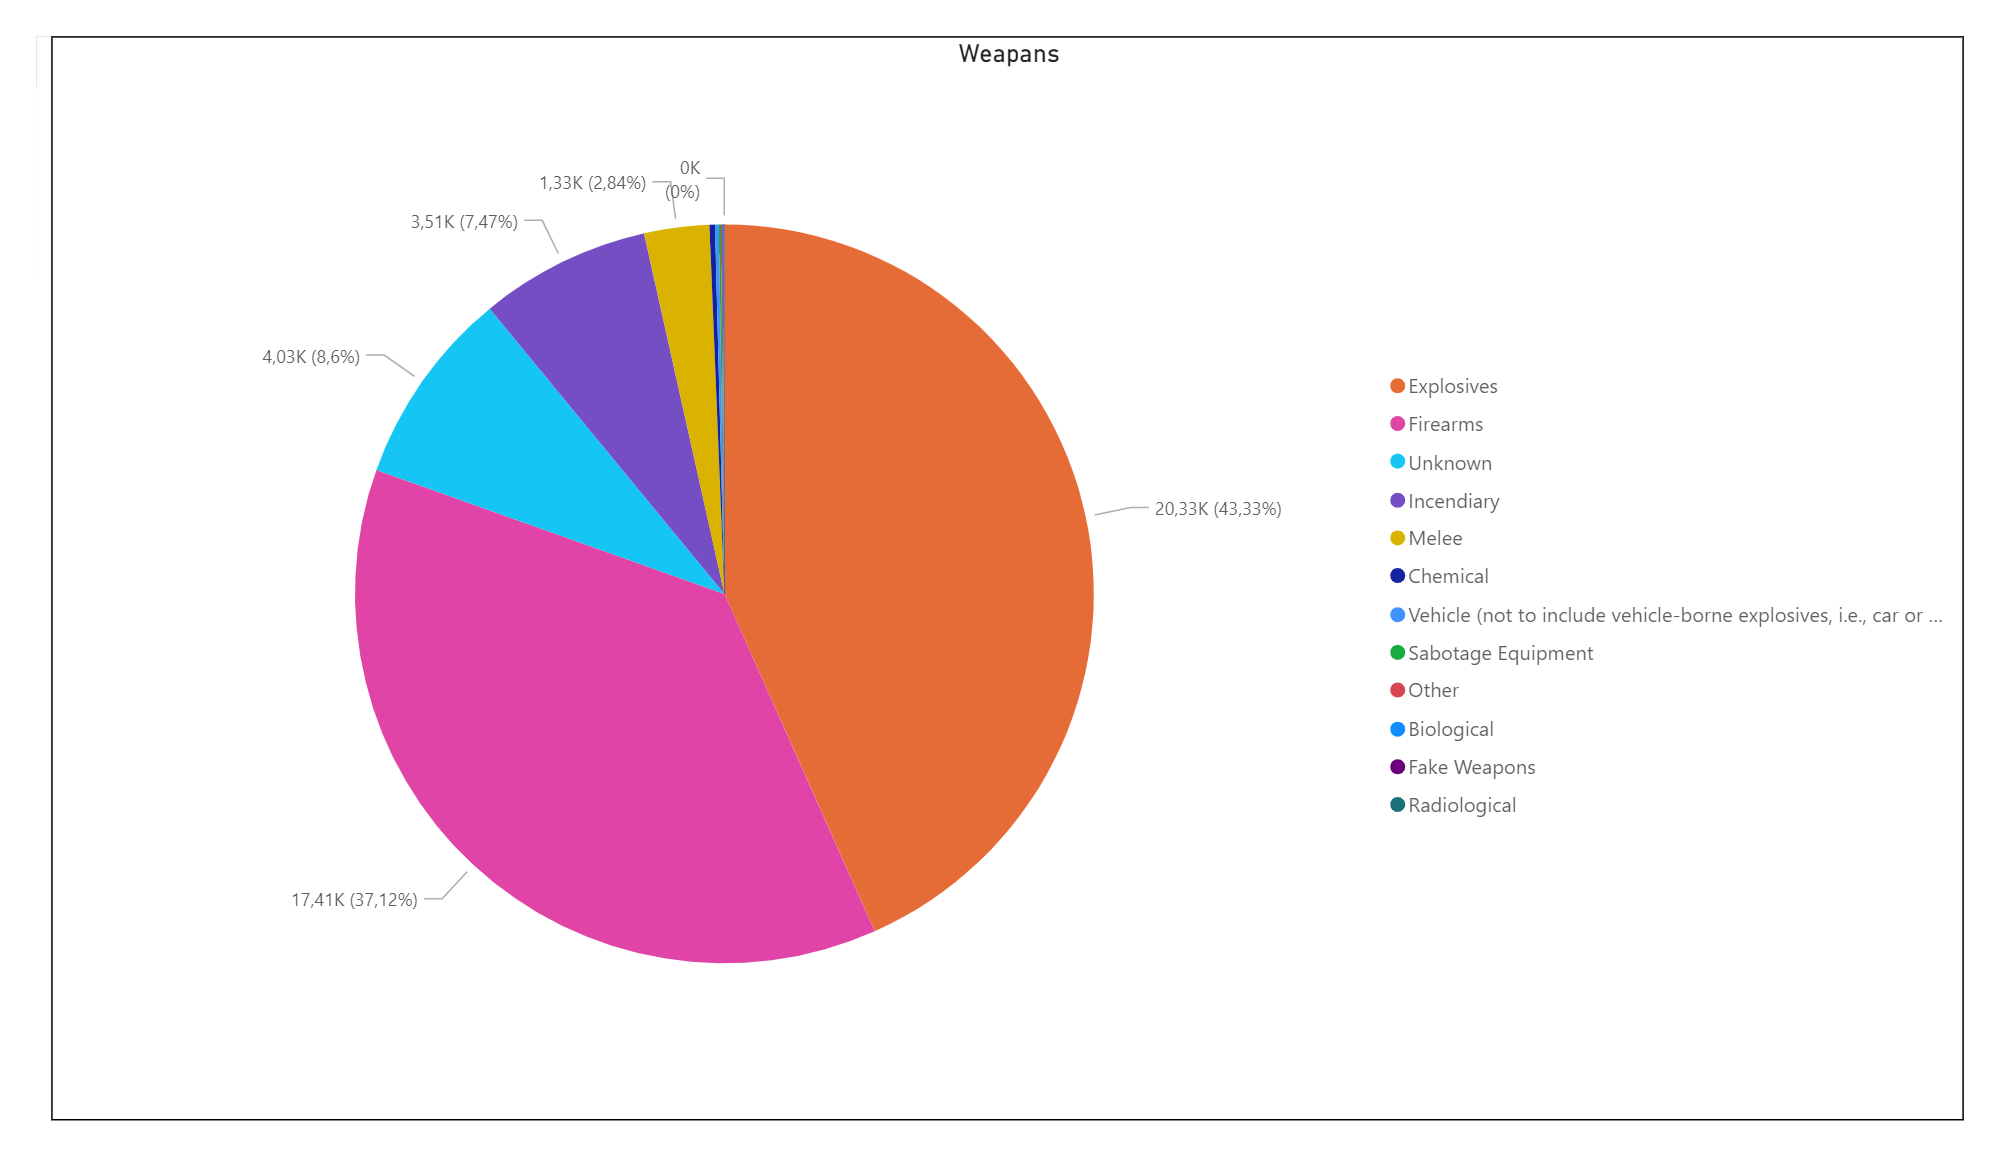 Weapans
0K
(0%)
1,33K (2,84%)
3,51K (7,47%)
4,03K (8,6%)
20,33K (43,33%)
17,41K (37,12%)
Explosives
Firearms
Unknown
Incendiary
Melee
Chemical
Vehicle (not to include vehicle-borne explosives, i.e., car or ...
Sabotage Equipment
Other
Biological
Fake Weapons
Radiological